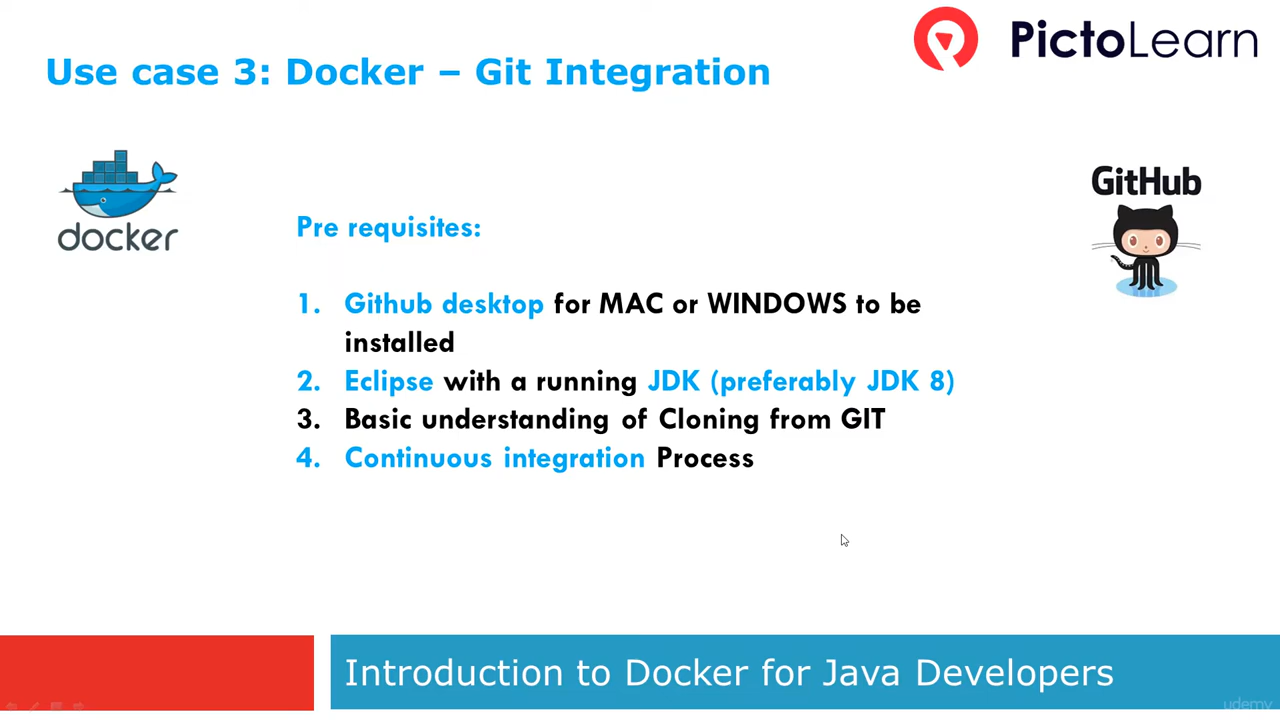 PictoLearn
Use case 3: Docker – Git Integration
docker
GitHub
Pre requisites:
1. Github desktop for MAC or WINDOWS to be
installed
2. Eclipse with a running JDK (preferably JDK 8)
3. Basic understanding of Cloning from GIT
4. Continuous integration Process
Introduction to Docker for Java Developers
udemy